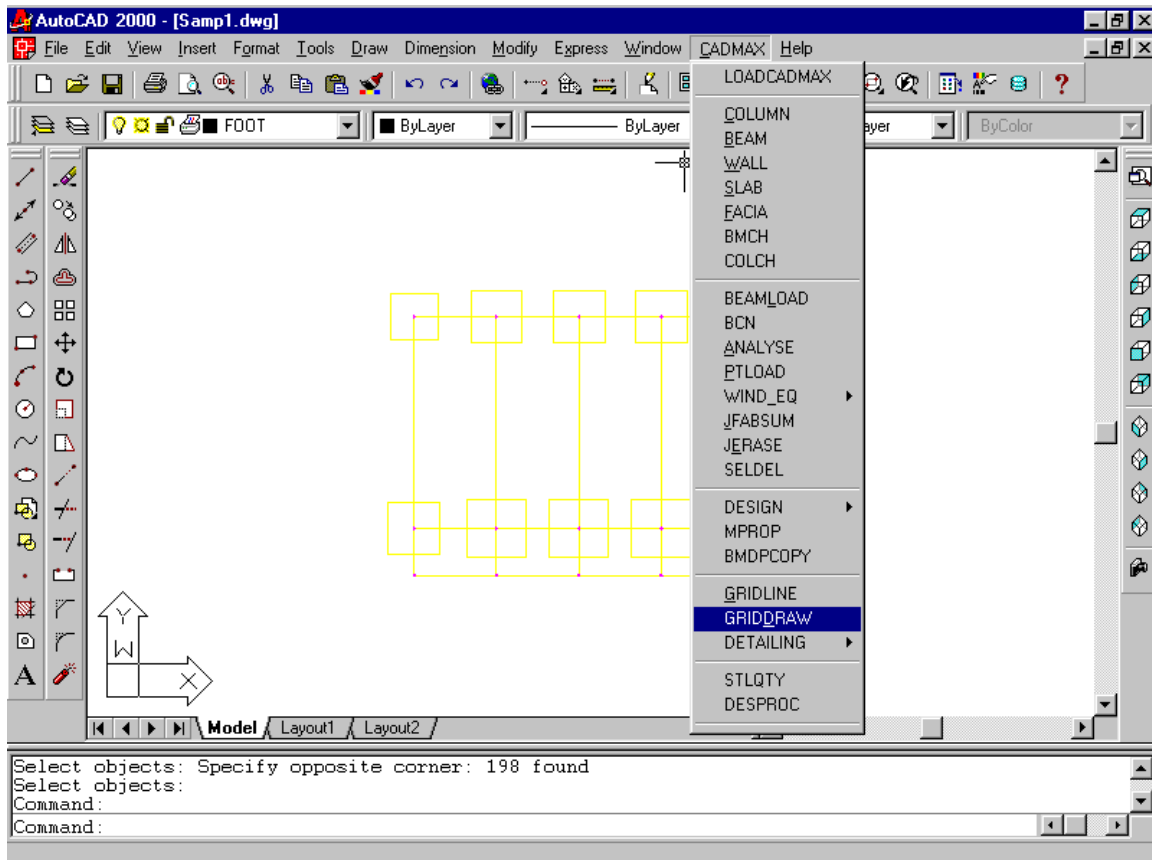 AutoCAD 2000 - [Samp1.dwg]
File Edit View Insert Format Tools Draw Dimension Modify Express Window CADMAX Help
FOOT ByLayer ByLayer ayer ByColor
LOADCADMAX
COLUMN
BEAM
WALL
SLAB
FACIA
BMCH
COLCH
BEAMLOAD
BCN
ANALYSE
PTLOAD
WIND_EQ
JFABSUM
JERASE
SELDEL
DESIGN
MPROP
BMDPCOPY
GRIDLINE
GRIDDRAW
DETAILING
STLQTY
DESPROC
Y
W
X
A
Model Layout1 Layout2
Select objects: Specify opposite corner: 198 found
Select objects:
Command:
Command: